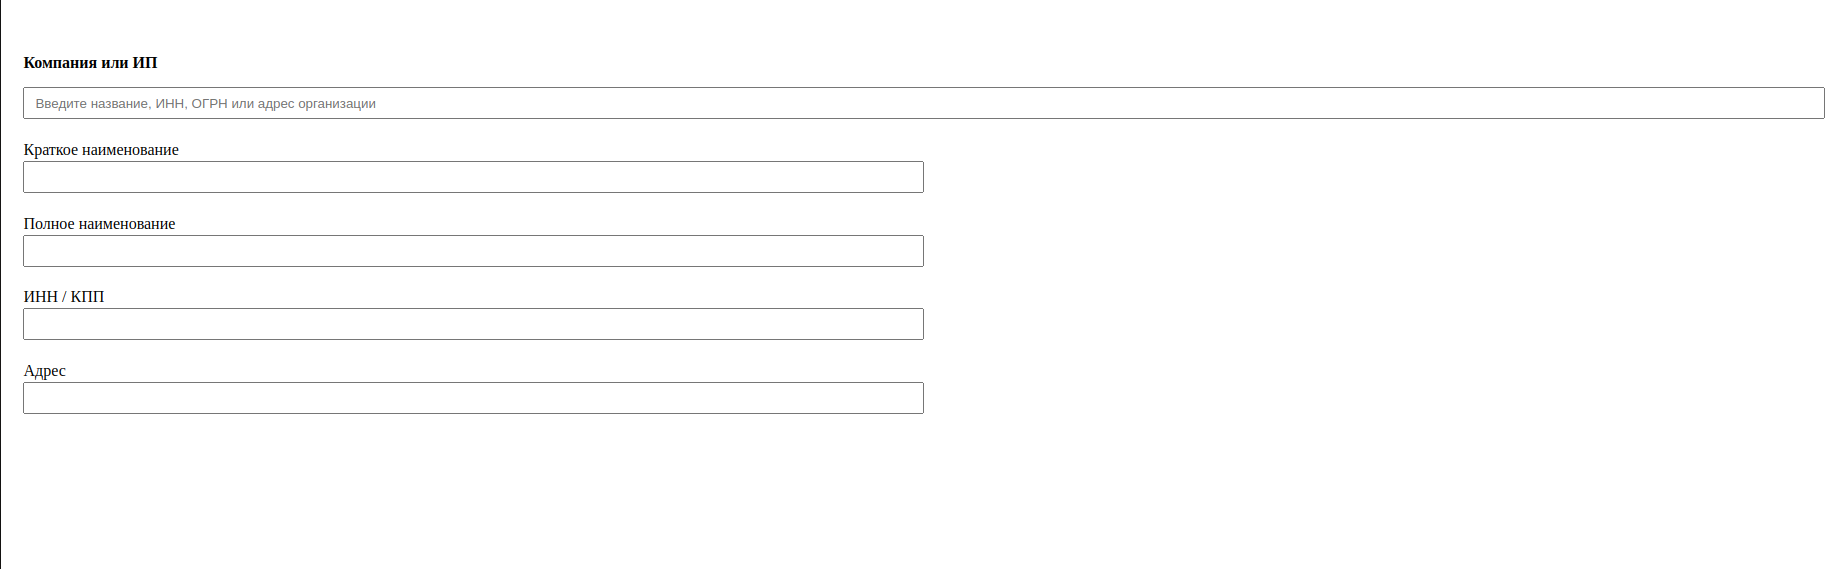 Компания или ИП
Введите название, ИНН, ОГРН или адрес организации
Краткое наименование
Полное наименование
ИНН / КПП
Адрес